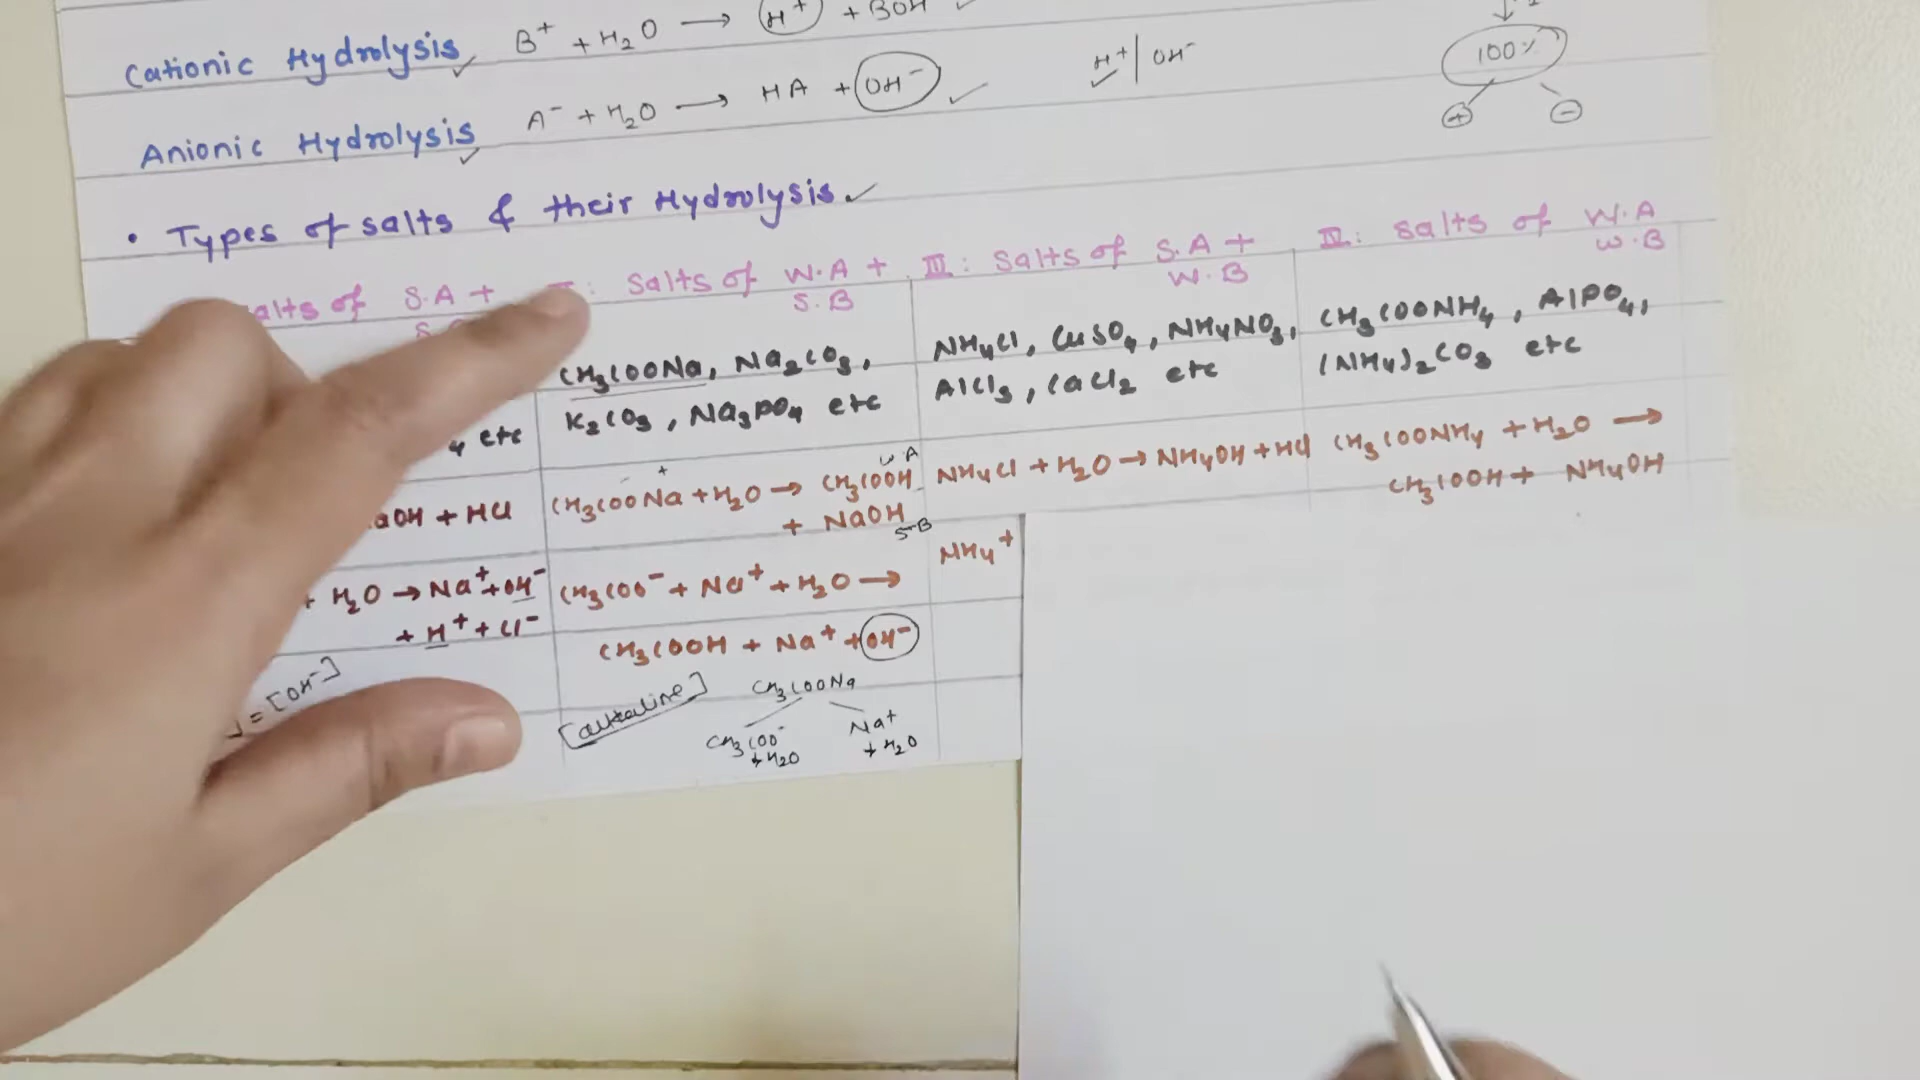 Cationic Hydrolysis B⁺ + H₂O → H⁺ + BOH
Anionic Hydrolysis A⁻ + H₂O → HA + OH⁻
H⁺ | OH⁻
100%
+ −
• Types of salts & their Hydrolysis
alts of S.A +
: Salts of W.A +
S.B
III: Salts of S.A +
W.B
IV: Salts of W.A
W.B
4 etc
CH₃COONa, Na₂CO₃,
K₂CO₃, Na₃PO₄ etc
NH₄Cl, CuSO₄, NH₄NO₃,
AlCl₃, CaCl₂ etc
CH₃COONH₄, AlPO₄,
(NH₄)₂CO₃ etc
aOH + HCl
− +
W.A
CH₃COONa + H₂O → CH₃COOH
+ NaOH
S.B
NH₄Cl + H₂O → NH₄OH + HCl
CH₃COONH₄ + H₂O →
CH₃COOH + NH₄OH
+ H₂O → Na⁺ + OH⁻
+ H⁺ + Cl⁻
CH₃COO⁻ + Na⁺ + H₂O →
CH₃COOH + Na⁺ + OH⁻
NH₄⁺
] = [OH⁻]
[alkaline]
CH₃COONa
CH₃COO⁻ Na⁺
+ H₂O + H₂O